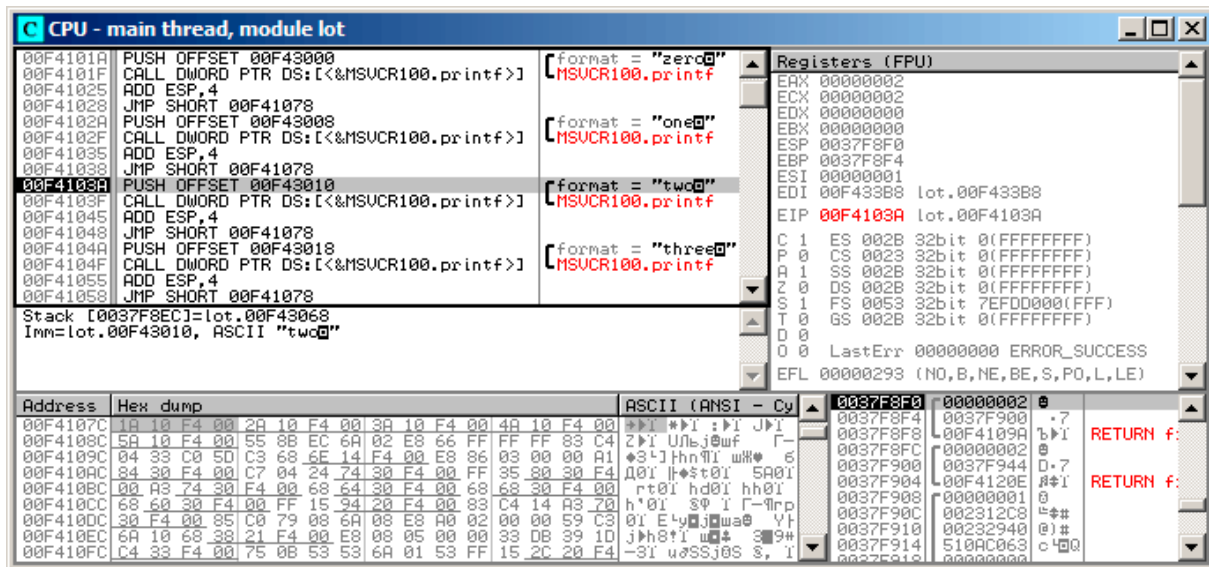 CPU - main thread, module lot
00F4101A PUSH OFFSET 00F43000 format = "zero◘"
00F4101F CALL DWORD PTR DS:[<&MSVCR100.printf>] MSVCR100.printf
00F41025 ADD ESP,4
00F41028 JMP SHORT 00F41078
00F4102A PUSH OFFSET 00F43008 format = "one◘"
00F4102F CALL DWORD PTR DS:[<&MSVCR100.printf>] MSVCR100.printf
00F41035 ADD ESP,4
00F41038 JMP SHORT 00F41078
00F4103A PUSH OFFSET 00F43010 format = "two◘"
00F4103F CALL DWORD PTR DS:[<&MSVCR100.printf>] MSVCR100.printf
00F41045 ADD ESP,4
00F41048 JMP SHORT 00F41078
00F4104A PUSH OFFSET 00F43018 format = "three◘"
00F4104F CALL DWORD PTR DS:[<&MSVCR100.printf>] MSVCR100.printf
00F41055 ADD ESP,4
00F41058 JMP SHORT 00F41078
Stack [0037F8EC]=lot.00F43068
Imm=lot.00F43010, ASCII "two◘"
Registers (FPU)
EAX 00000002
ECX 00000002
EDX 00000000
EBX 00000000
ESP 0037F8F0
EBP 0037F8F4
ESI 00000001
EDI 00F433B8 lot.00F433B8
EIP 00F4103A lot.00F4103A
C 1 ES 002B 32bit 0(FFFFFFFF)
P 0 CS 0023 32bit 0(FFFFFFFF)
A 1 SS 002B 32bit 0(FFFFFFFF)
Z 0 DS 002B 32bit 0(FFFFFFFF)
S 1 FS 0053 32bit 7EFDD000(FFF)
T 0 GS 002B 32bit 0(FFFFFFFF)
D 0
O 0 LastErr 00000000 ERROR_SUCCESS
EFL 00000293 (NO,B,NE,BE,S,PO,L,LE)
Address Hex dump ASCII (ANSI - Cy
00F4107C 1A 10 F4 00 2A 10 F4 00 3A 10 F4 00 4A 10 F4 00
00F4108C 5A 10 F4 00 55 8B EC 6A 02 E8 66 FF FF FF 83 C4
00F4109C 04 33 C0 5D C3 68 6E 14 F4 00 E8 86 03 00 00 A1
00F410AC 84 30 F4 00 C7 04 24 74 30 F4 00 FF 35 80 30 F4
00F410BC 00 A3 74 30 F4 00 68 64 30 F4 00 68 68 30 F4 00
00F410CC 68 60 30 F4 00 FF 15 94 20 F4 00 83 C4 14 A3 70
00F410DC 30 F4 00 85 C0 79 08 6A 08 E8 A0 02 00 00 59 C3
00F410EC 6A 10 68 38 21 F4 00 E8 08 05 00 00 33 DB 39 1D
00F410FC C4 33 F4 00 75 0B 53 53 6A 01 53 FF 15 2C 20 F4
0037F8F0 00000002
0037F8F4 0037F900
0037F8F8 00F4109A RETURN f:
0037F8FC 00000002
0037F900 0037F944
0037F904 00F4120E RETURN f:
0037F908 00000001
0037F90C 002312C8
0037F910 00232940
0037F914 510AC063